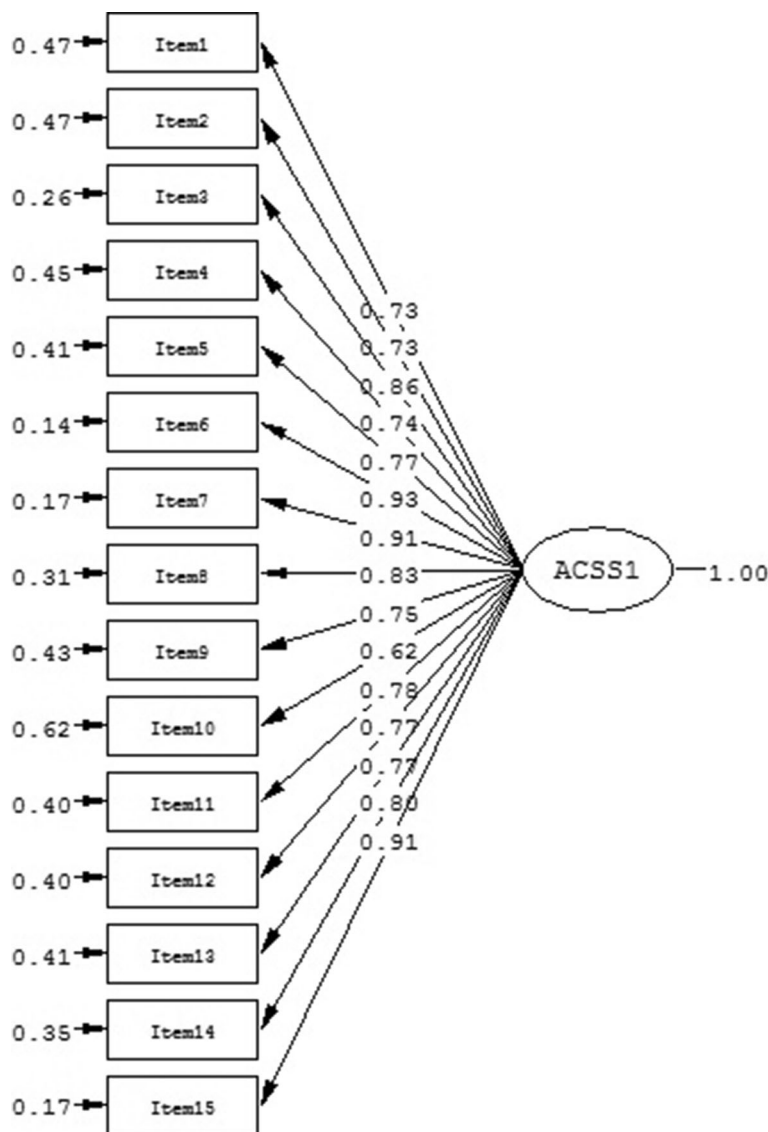 0.47 Item1
0.47 Item2
0.26 Item3
0.45 Item4
0.73
0.41 Item5
0.73
0.86
0.14 Item6
0.74
0.77
0.17 Item7
0.93
0.91
0.31 Item8
0.83
ACSS1 1.00
0.43 Item9
0.75
0.62
0.62 Item10
0.78
0.77
0.40 Item11
0.77
0.80
0.40 Item12
0.91
0.41 Item13
0.35 Item14
0.17 Item15